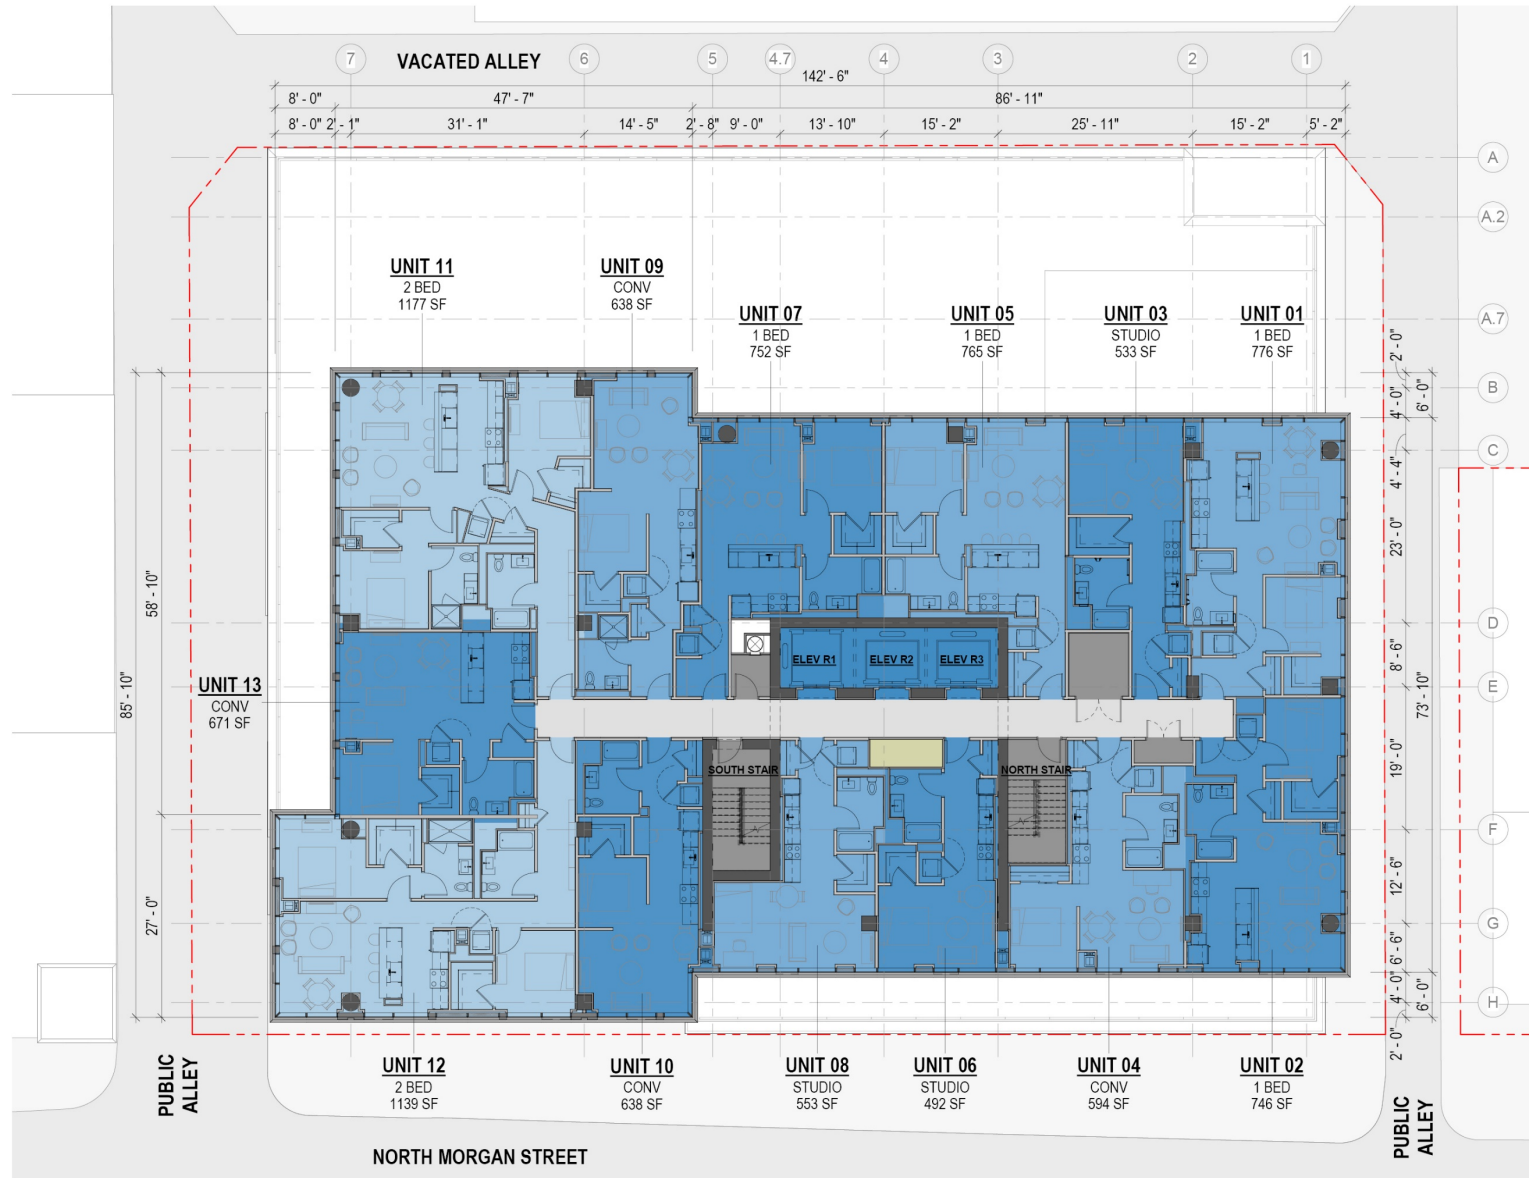 7
VACATED ALLEY
6
5
4.7
4
3
2
1
142' - 6"
8' - 0"
47' - 7"
86' - 11"
8' - 0"
2' - 1"
31' - 1"
14' - 5"
2' - 8"
9' - 0"
13' - 10"
15' - 2"
25' - 11"
15' - 2"
5' - 2"
A
A.2
A.7
B
C
D
E
F
G
H
UNIT 11
2 BED
1177 SF
UNIT 09
CONV
638 SF
UNIT 07
1 BED
752 SF
UNIT 05
1 BED
765 SF
UNIT 03
STUDIO
533 SF
UNIT 01
1 BED
776 SF
2' - 0"
4' - 0"
6' - 0"
4' - 4"
23' - 0"
8' - 6"
73' - 10"
19' - 0"
12' - 6"
6' - 6"
4' - 0"
6' - 0"
2' - 0"
58' - 10"
85' - 10"
27' - 0"
ELEV R1
ELEV R2
ELEV R3
UNIT 13
CONV
671 SF
SOUTH STAIR
NORTH STAIR
UNIT 12
2 BED
1139 SF
UNIT 10
CONV
638 SF
UNIT 08
STUDIO
553 SF
UNIT 06
STUDIO
492 SF
UNIT 04
CONV
594 SF
UNIT 02
1 BED
746 SF
PUBLIC
ALLEY
PUBLIC
ALLEY
NORTH MORGAN STREET